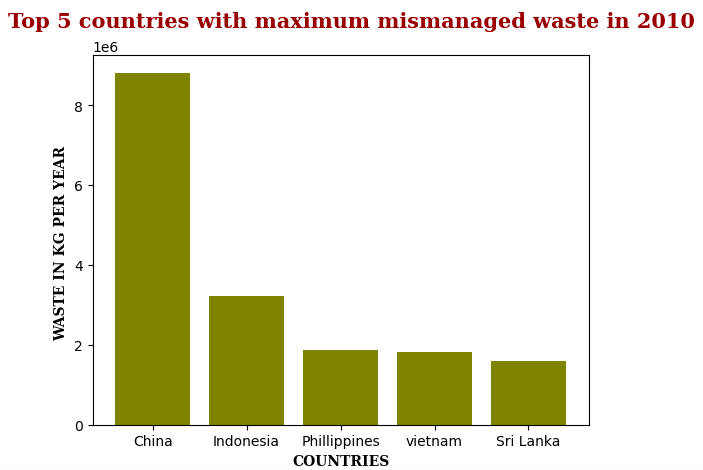 Top 5 countries with maximum mismanaged waste in 2010
1e6
WASTE IN KG PER YEAR
8
6
4
2
0
China Indonesia Phillippines vietnam Sri Lanka
COUNTRIES